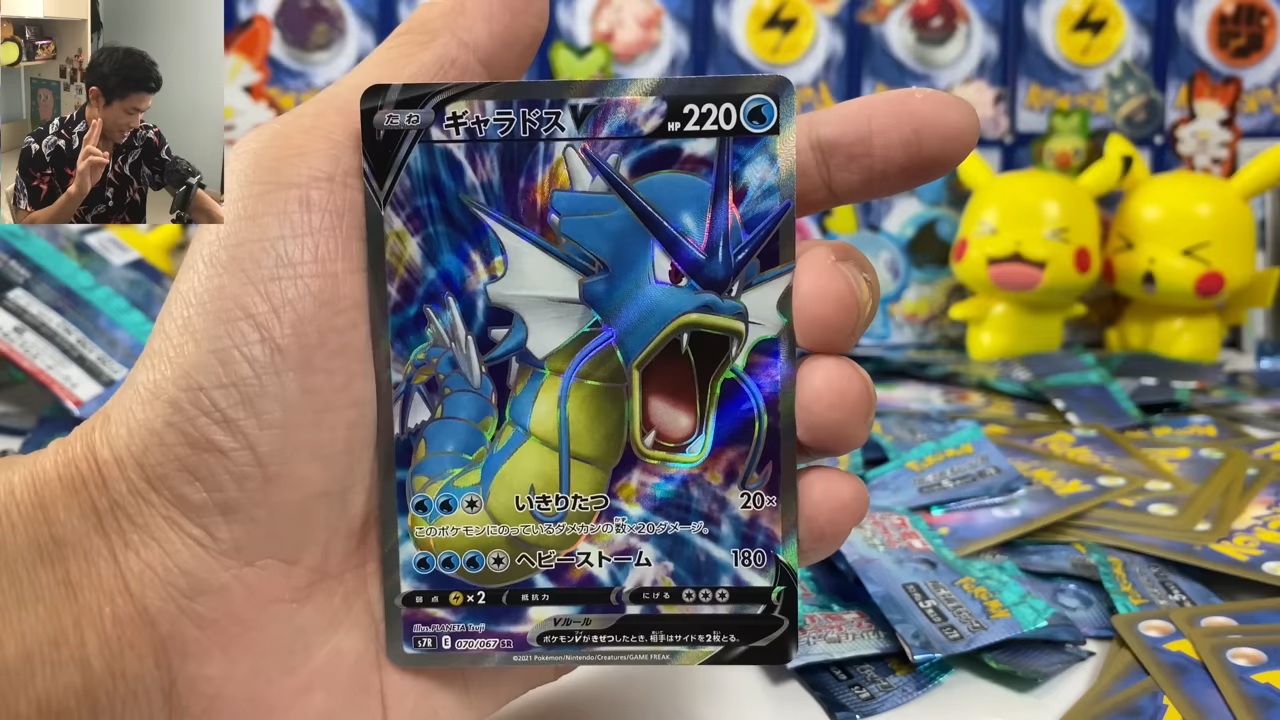 たね ギャラドスV HP 220
いきりたつ 20×
このポケモンにのっているダメカンの数×20ダメージ。
ヘビーストーム 180
弱点 ×2 抵抗力 にげる
Illus.PLANETA Tsuji
Vルール
ポケモンVがきぜつしたとき、相手はサイドを2枚とる。
s7R E 070/067 SR
©2021 Pokémon/Nintendo/Creatures/GAME FREAK